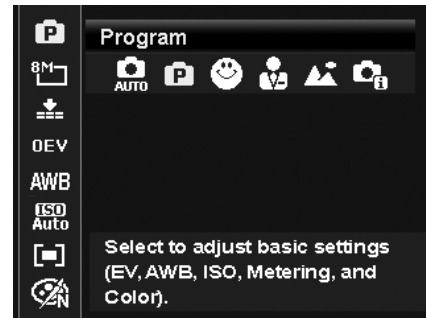 P
Program
8M
AUTO P i
0EV
AWB
ISO
Auto
N
Select to adjust basic settings
(EV, AWB, ISO, Metering, and
Color).